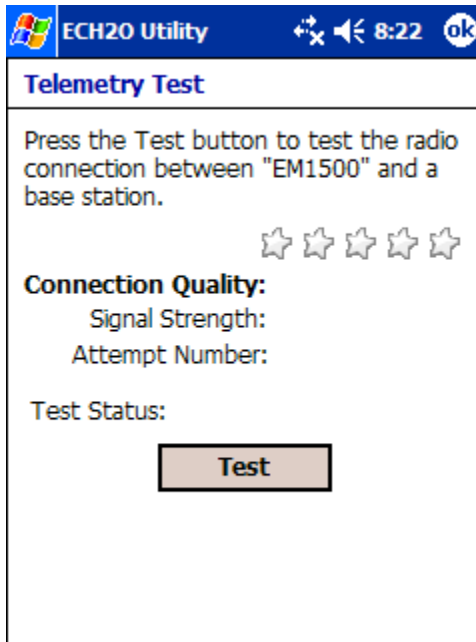 ECH2O Utility 8:22 ok
Telemetry Test
Press the Test button to test the radio
connection between "EM1500" and a
base station.
Connection Quality:
Signal Strength:
Attempt Number:
Test Status:
Test